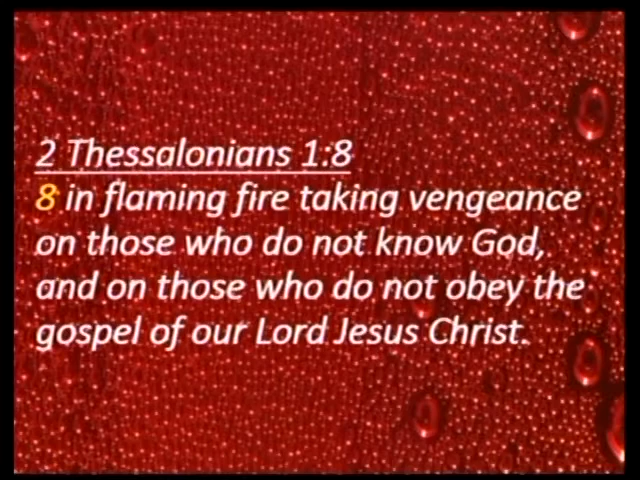 2 Thessalonians 1:8
8 in flaming fire taking vengeance
on those who do not know God,
and on those who do not obey the
gospel of our Lord Jesus Christ.